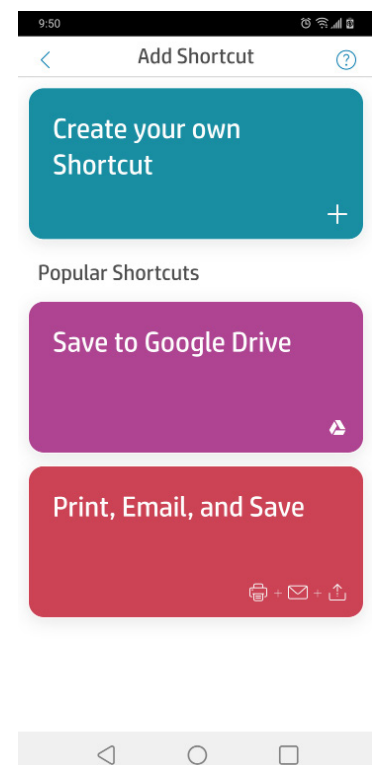 9:50
Add Shortcut
?
Create your own
Shortcut
Popular Shortcuts
Save to Google Drive
Print, Email, and Save
+ +